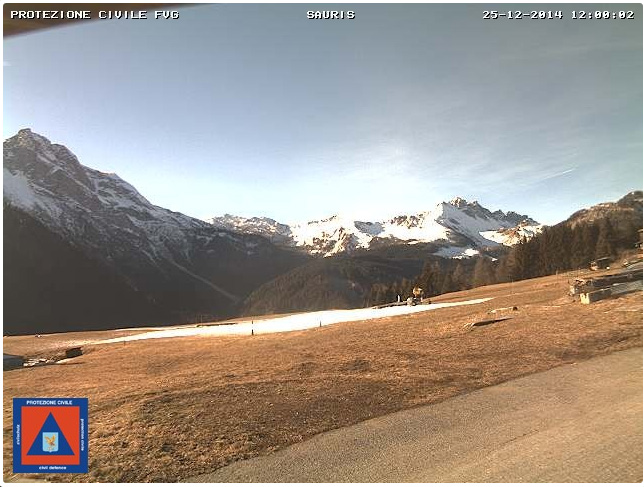 PROTEZIONE CIVILE FVG SAURIS 25-12-2014 12:00:02
PROTEZIONE CIVILE
civil defence